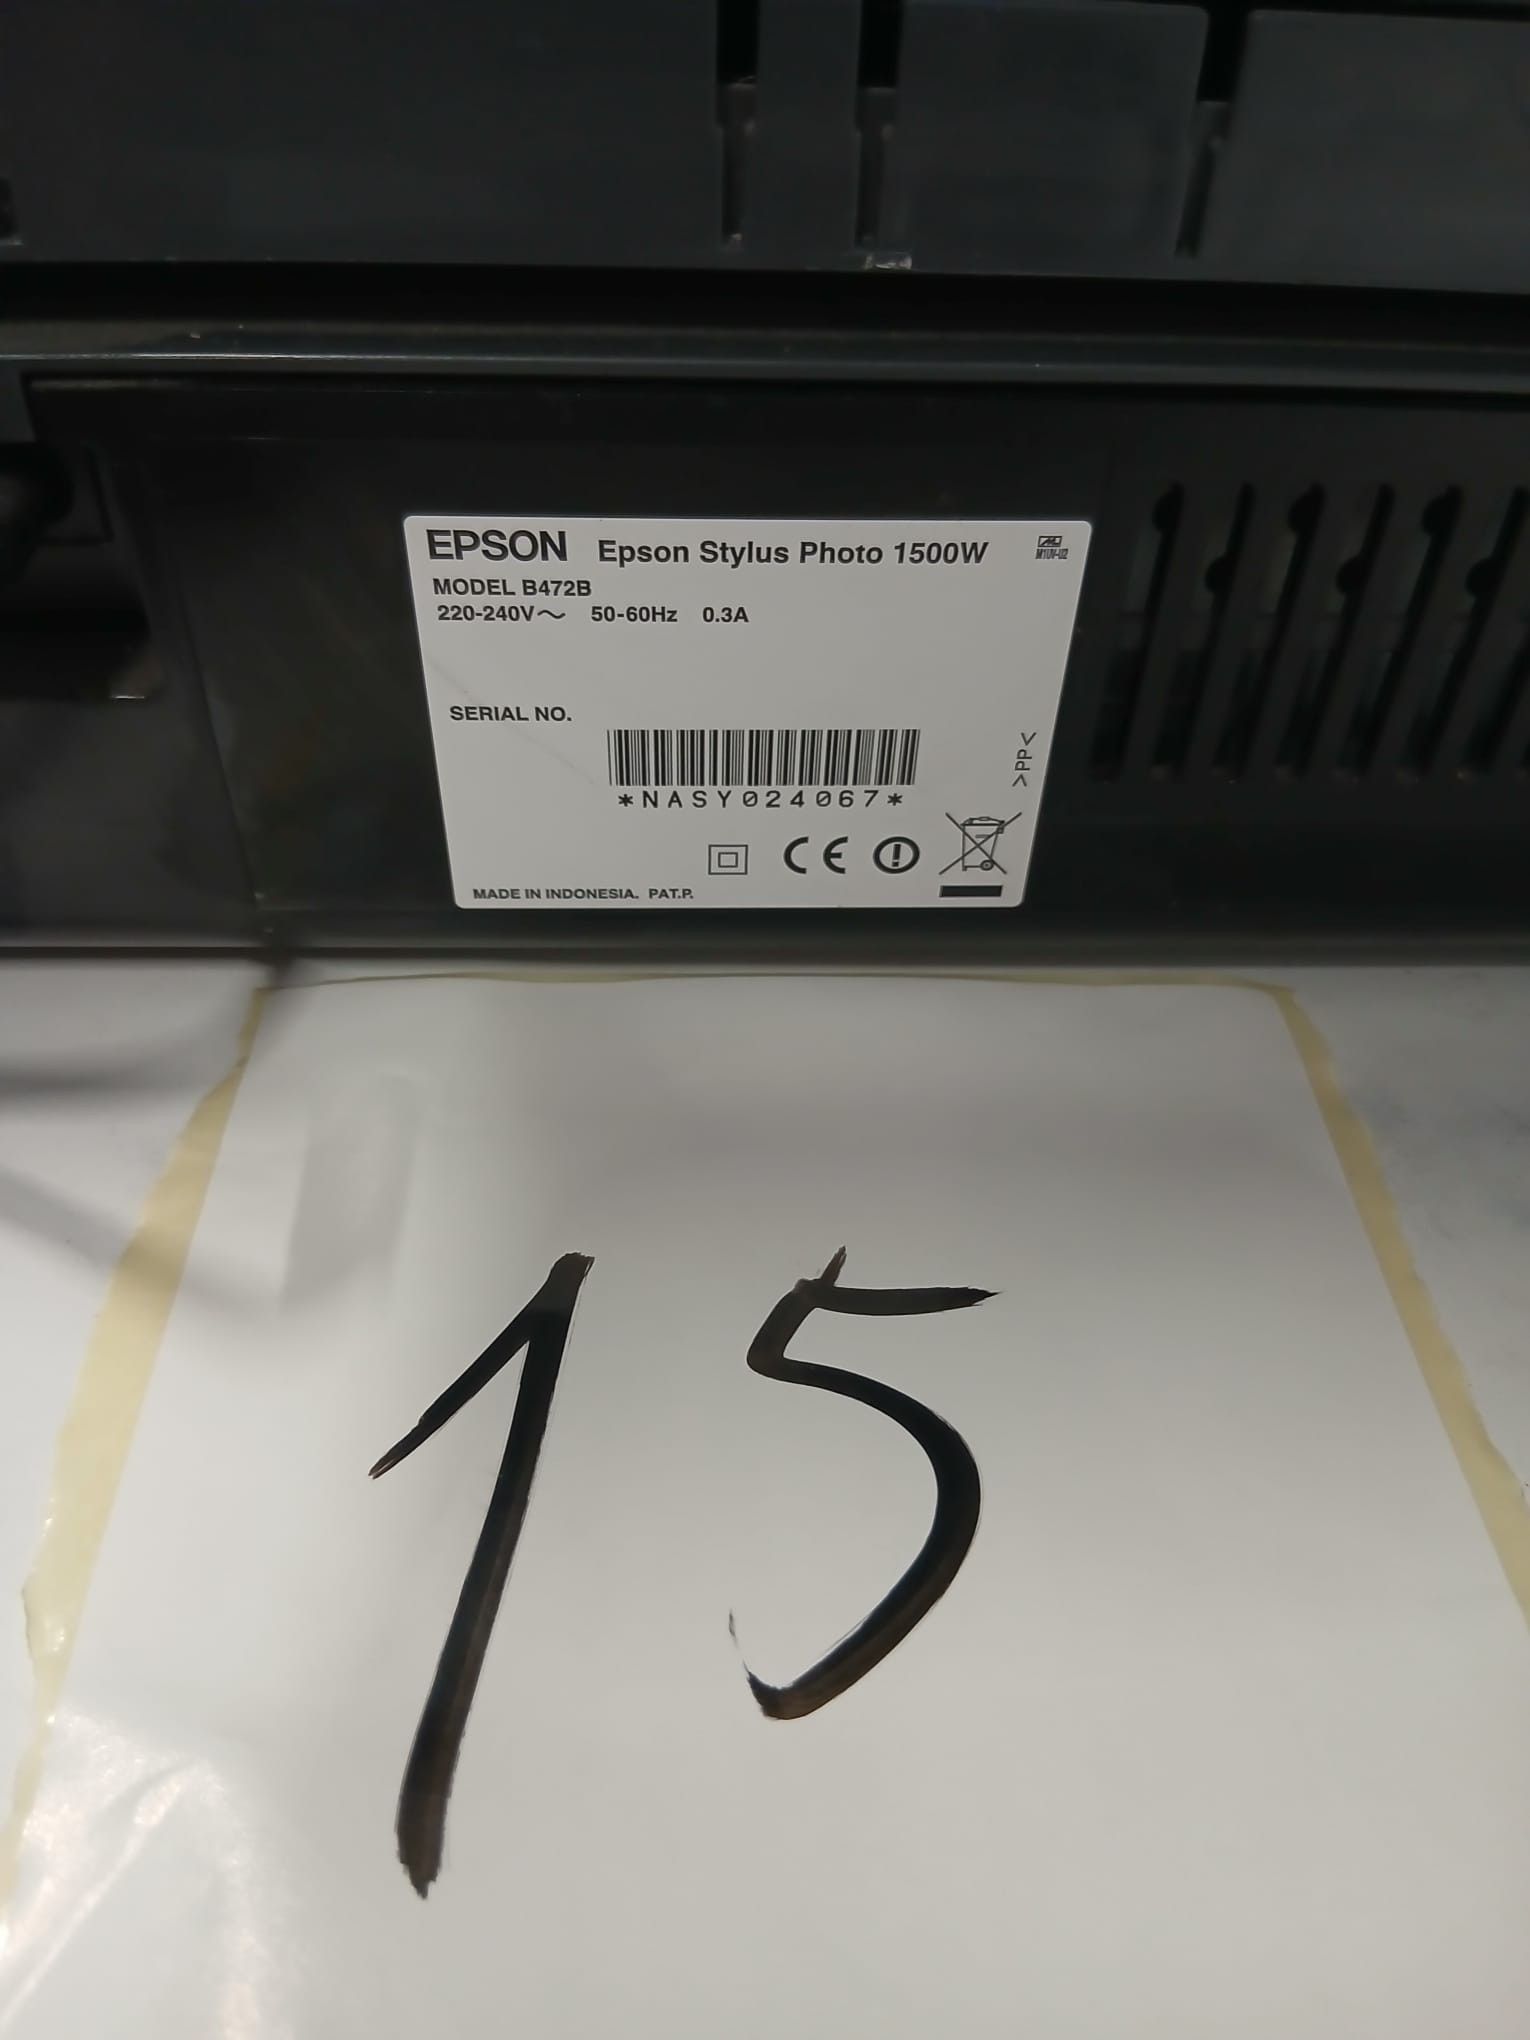 EPSON Epson Stylus Photo 1500W
MODEL B472B
220-240V～ 50-60Hz 0.3A
SERIAL NO.
*NASY024067*
>PP<
CE
MADE IN INDONESIA. PAT.P.
15